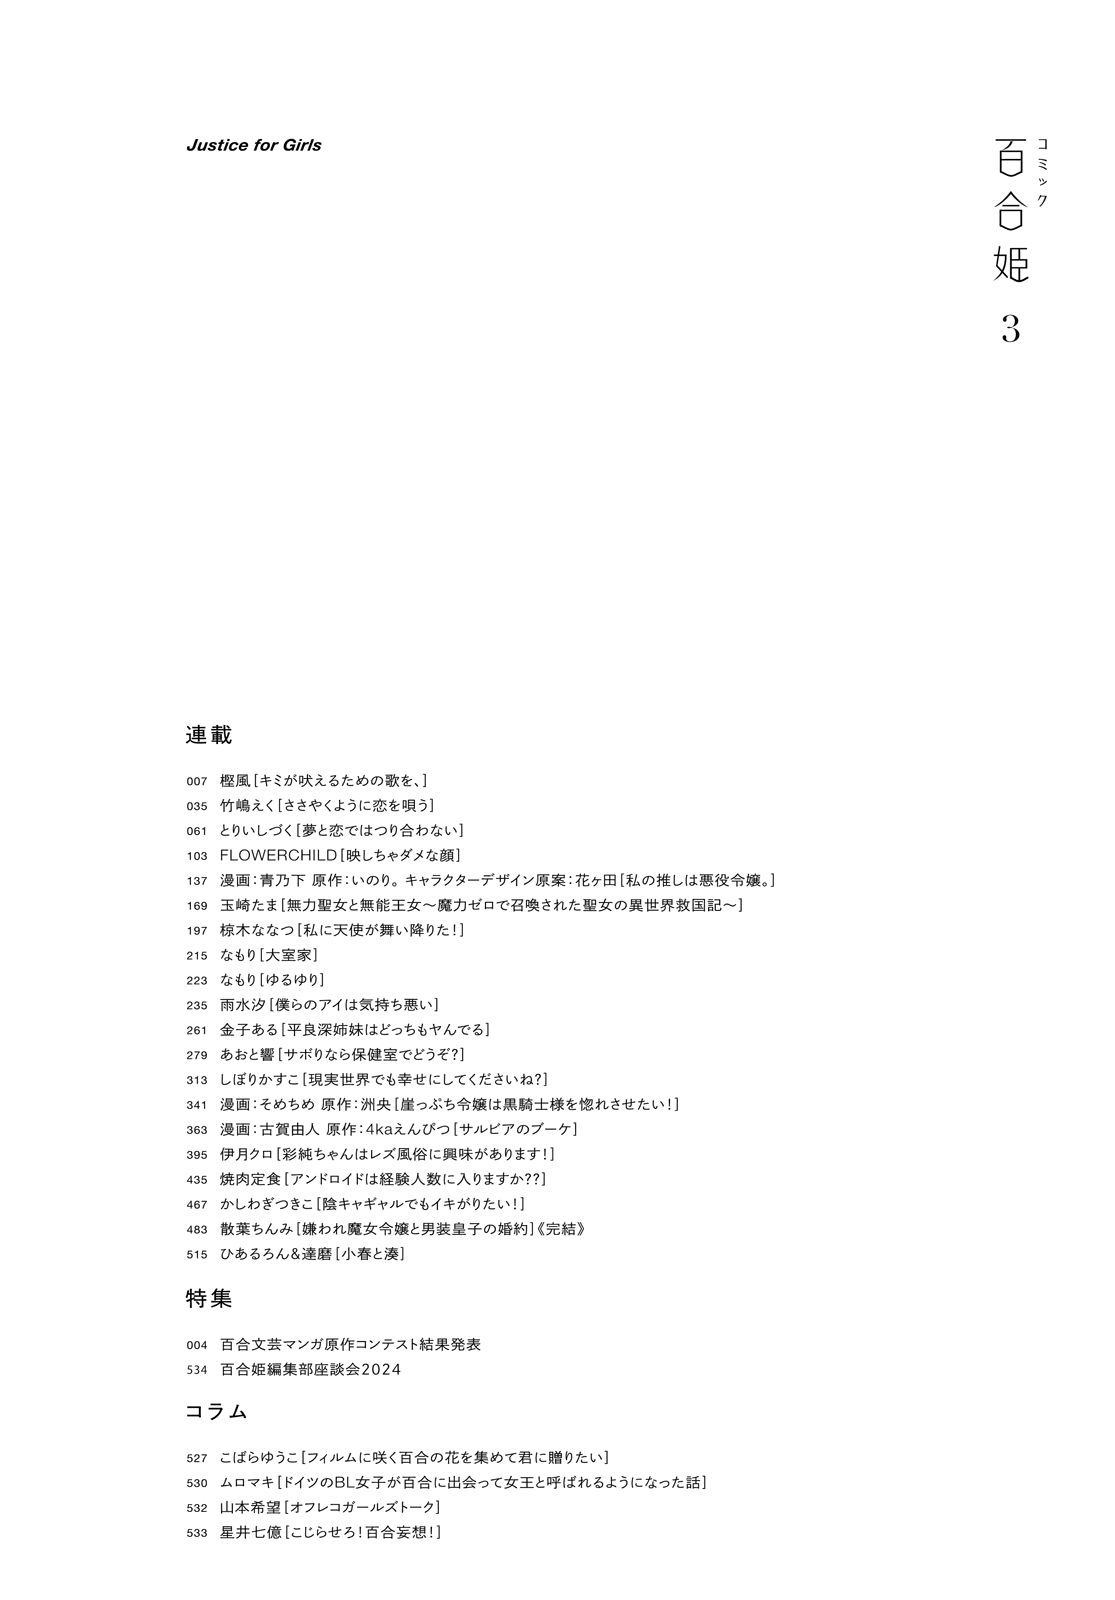 Justice for Girls
コミック
百合姫
3
連載
007 樫風[キミが吠えるための歌を、]
035 竹嶋えく[ささやくように恋を唄う]
061 とりいしづく[夢と恋ではつり合わない]
103 FLOWERCHILD[映しちゃダメな顔]
137 漫画:青乃下 原作:いのり。 キャラクターデザイン原案:花ヶ田[私の推しは悪役令嬢。]
169 玉崎たま[無力聖女と無能王女〜魔力ゼロで召喚された聖女の異世界救国記〜]
197 椋木ななつ[私に天使が舞い降りた!]
215 なもり[大室家]
223 なもり[ゆるゆり]
235 雨水汐[僕らのアイは気持ち悪い]
261 金子ある[平良深姉妹はどっちもヤんでる]
279 あおと響[サボりなら保健室でどうぞ?]
313 しぼりかすこ[現実世界でも幸せにしてくださいね?]
341 漫画:そめちめ 原作:洲央[崖っぷち令嬢は黒騎士様を惚れさせたい!]
363 漫画:古賀由人 原作:4kaえんぴつ[サルビアのブーケ]
395 伊月クロ[彩純ちゃんはレズ風俗に興味があります!]
435 焼肉定食[アンドロイドは経験人数に入りますか??]
467 かしわぎつきこ[陰キャギャルでもイキがりたい!]
483 散葉ちんみ[嫌われ魔女令嬢と男装皇子の婚約]《完結》
515 ひあるろん&達磨[小春と湊]
特集
004 百合文芸マンガ原作コンテスト結果発表
534 百合姫編集部座談会2024
コラム
527 こばらゆうこ[フィルムに咲く百合の花を集めて君に贈りたい]
530 ムロマキ[ドイツのBL女子が百合に出会って女王と呼ばれるようになった話]
532 山本希望[オフレコガールズトーク]
533 星井七億[こじらせろ!百合妄想!]